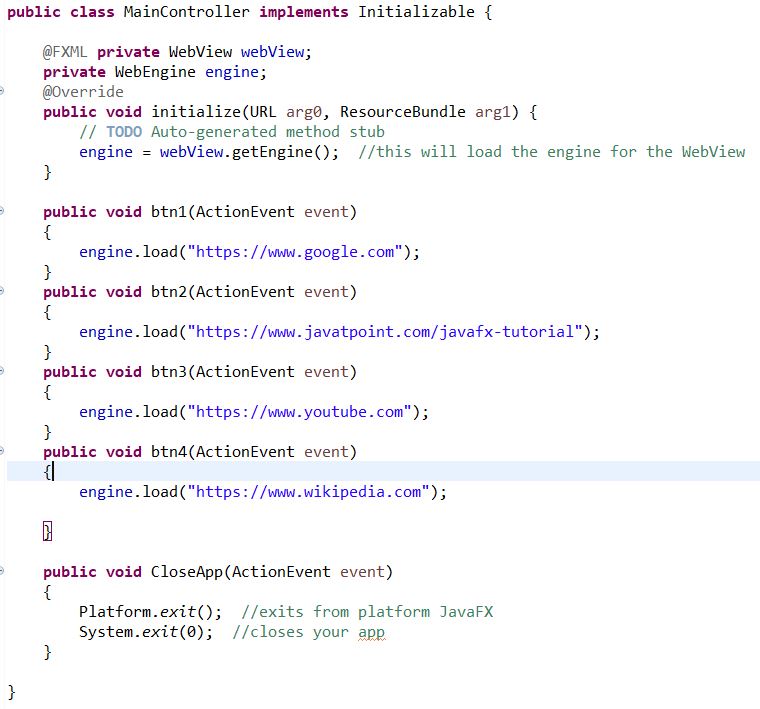 public class MainController implements Initializable {
@FXML private WebView webView;
private WebEngine engine;
@Override
public void initialize(URL arg0, ResourceBundle arg1) {
// TODO Auto-generated method stub
engine = webView.getEngine();  //this will load the engine for the WebView
}
public void btn1(ActionEvent event)
{
engine.load("https://www.google.com");
}
public void btn2(ActionEvent event)
{
engine.load("https://www.javatpoint.com/javafx-tutorial");
}
public void btn3(ActionEvent event)
{
engine.load("https://www.youtube.com");
}
public void btn4(ActionEvent event)
{
engine.load("https://www.wikipedia.com");
}
public void CloseApp(ActionEvent event)
{
Platform.exit();  //exits from platform JavaFX
System.exit(0);  //closes your app
}
}